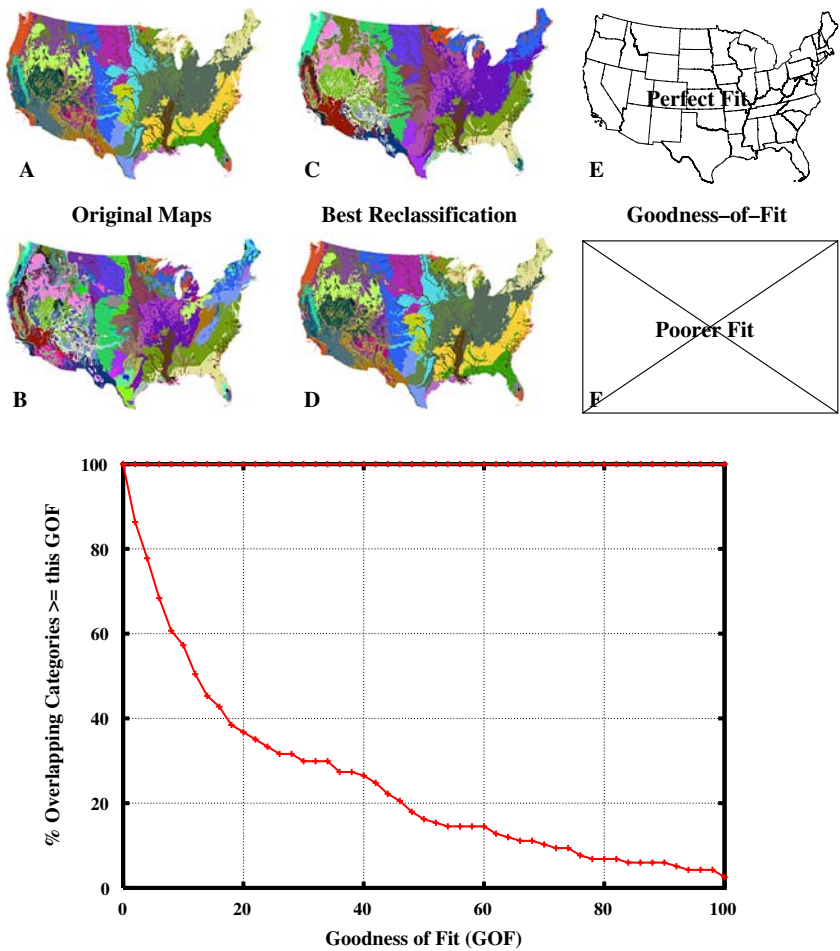 A
C
Perfect Fit
E
Original Maps
Best Reclassification
Goodness–of–Fit
B
D
Poorer Fit
F
100
80
60
40
20
0
% Overlapping Categories >= this GOF
0
20
40
60
80
100
Goodness of Fit (GOF)